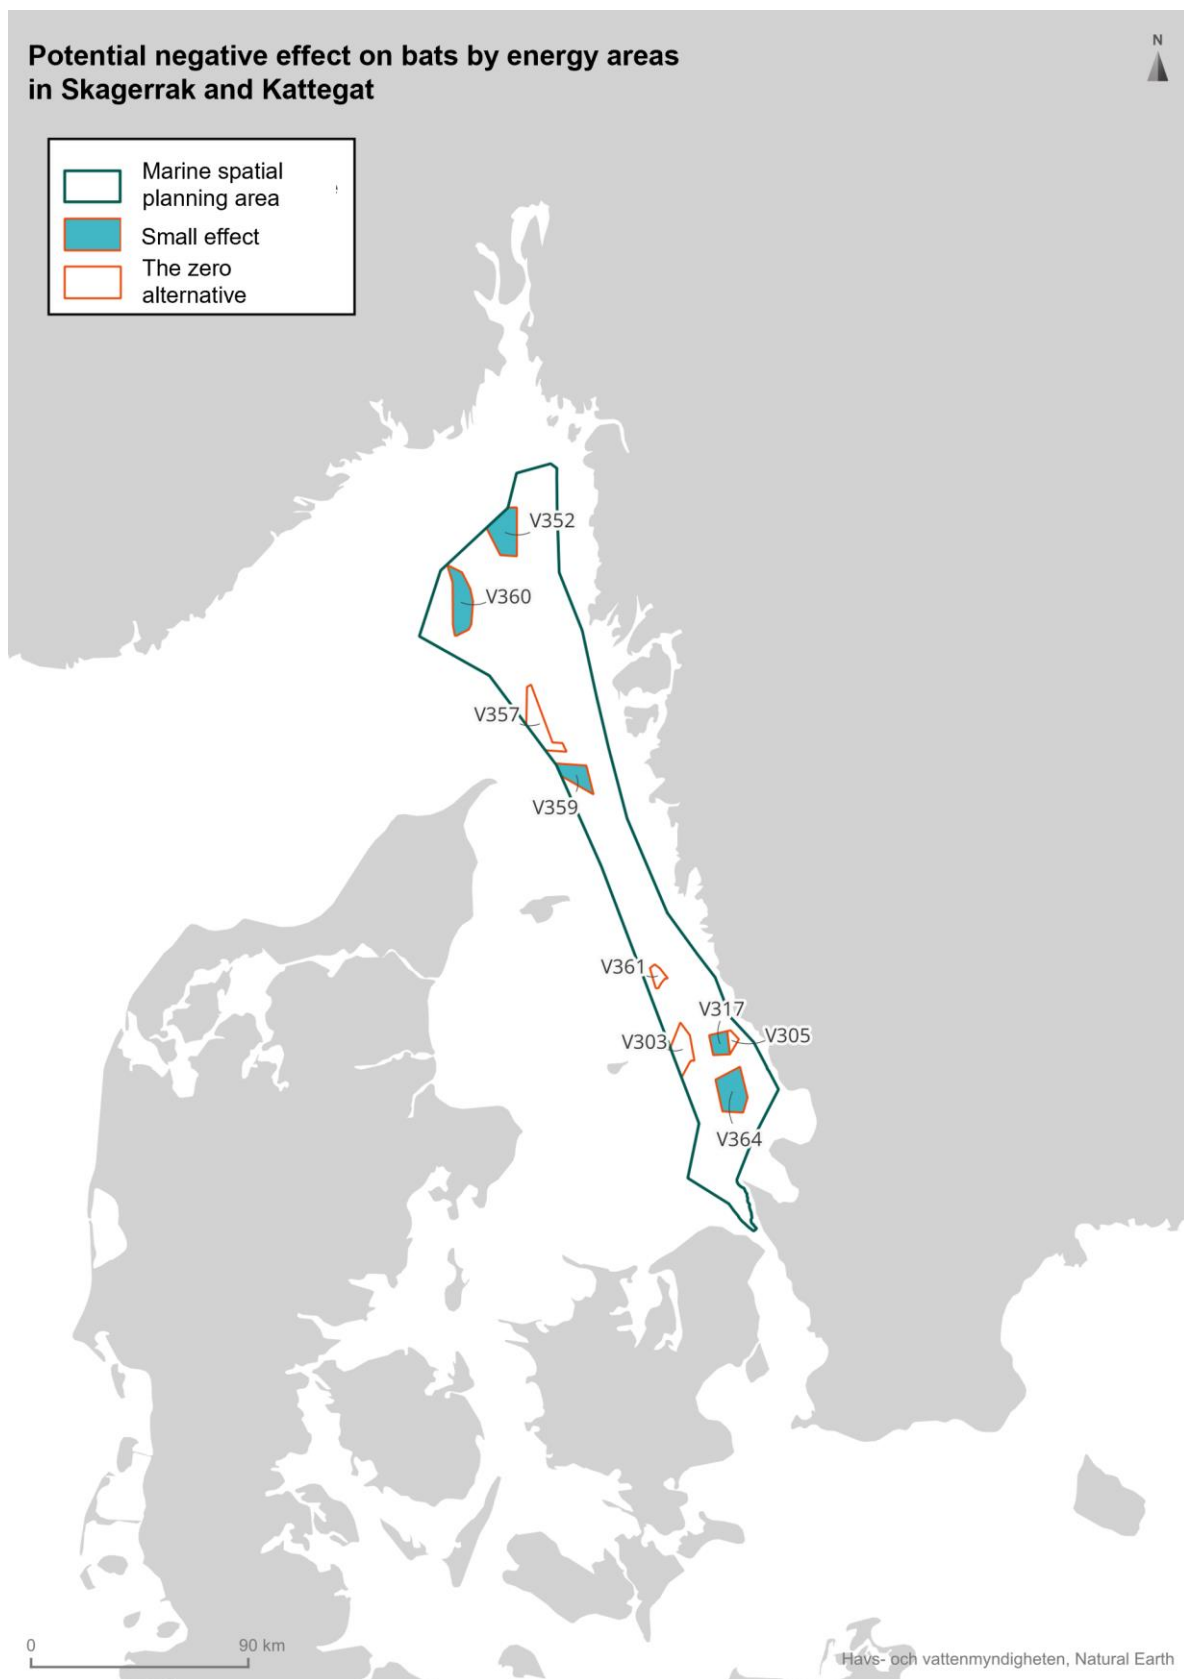 Potential negative effect on bats by energy areas
in Skagerrak and Kattegat
N
Marine spatial
planning area
Small effect
The zero
alternative
V352
V360
V357
V359
V361
V317
V303
V305
V364
0
90 km
Havs- och vattenmyndigheten, Natural Earth